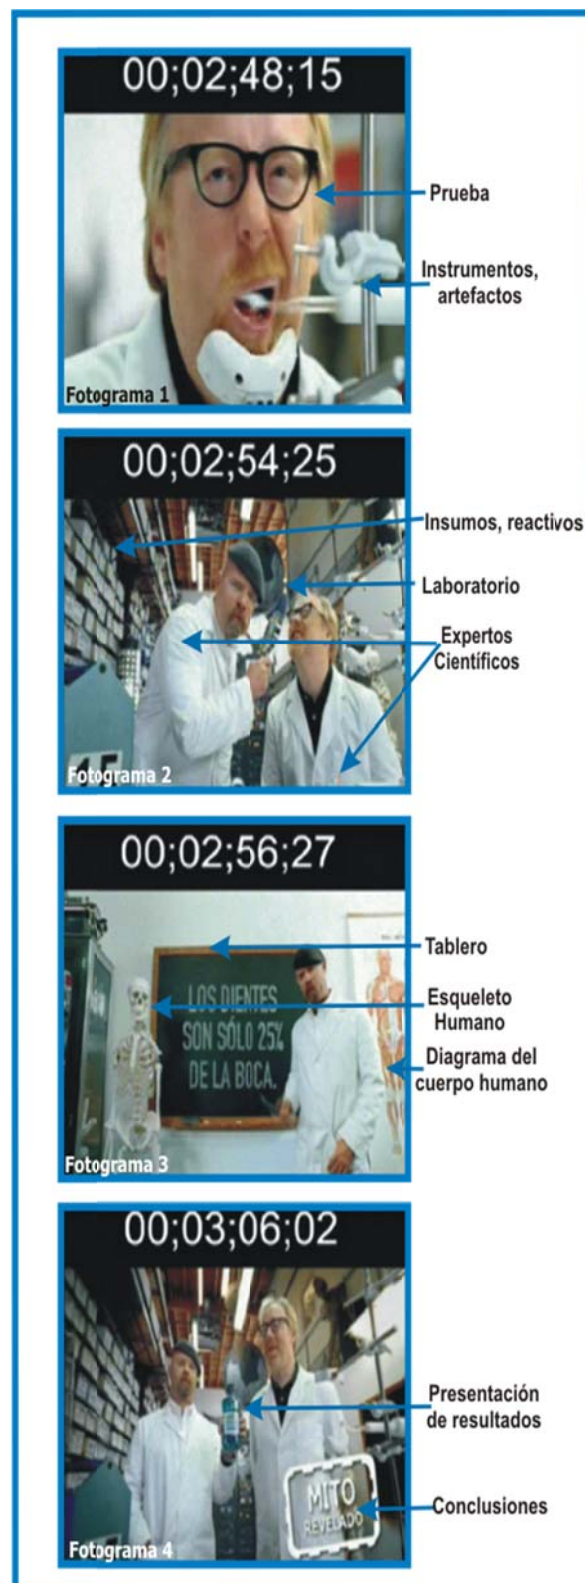 00;02;48;15
Prueba
Instrumentos,
artefactos
Fotograma 1
00;02;54;25
Insumos, reactivos
Laboratorio
Expertos
Científicos
15
Fotograma 2
00;02;56;27
Tablero
LOS DIENTES
SON SÓLO 25%
DE LA BOCA.
Esqueleto
Humano
Diagrama del
cuerpo humano
Fotograma 3
00;03;06;02
Presentación
de resultados
MITO
REVELADO
Conclusiones
Fotograma 4